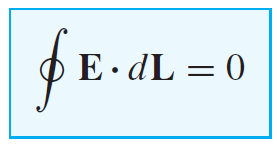 ∮ E · dL = 0